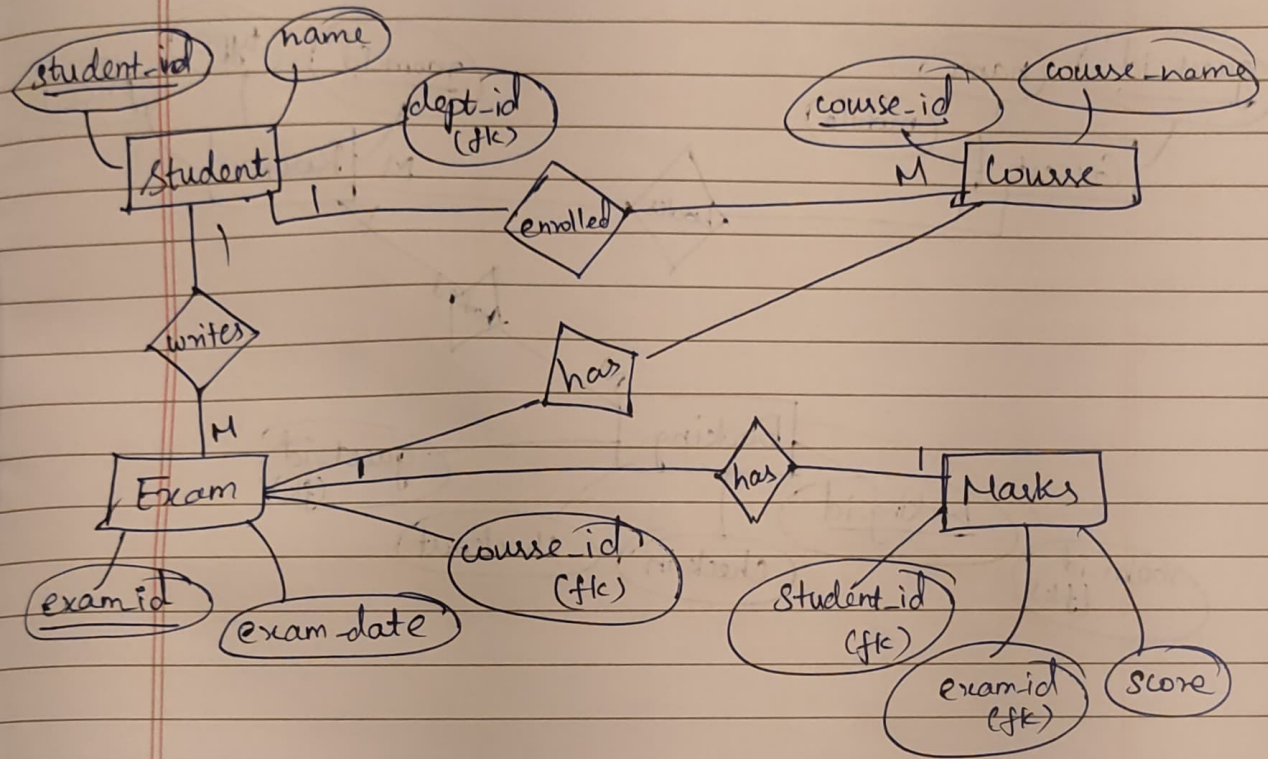 student_id
name
dept_id
(fk)
course_id
course_name
Student
1
enrolled
M
Course
1
writes
M
has
Exam
1
has
1
Marks
exam_id
exam_date
course_id
(fk)
student_id
(fk)
exam_id
(fk)
score